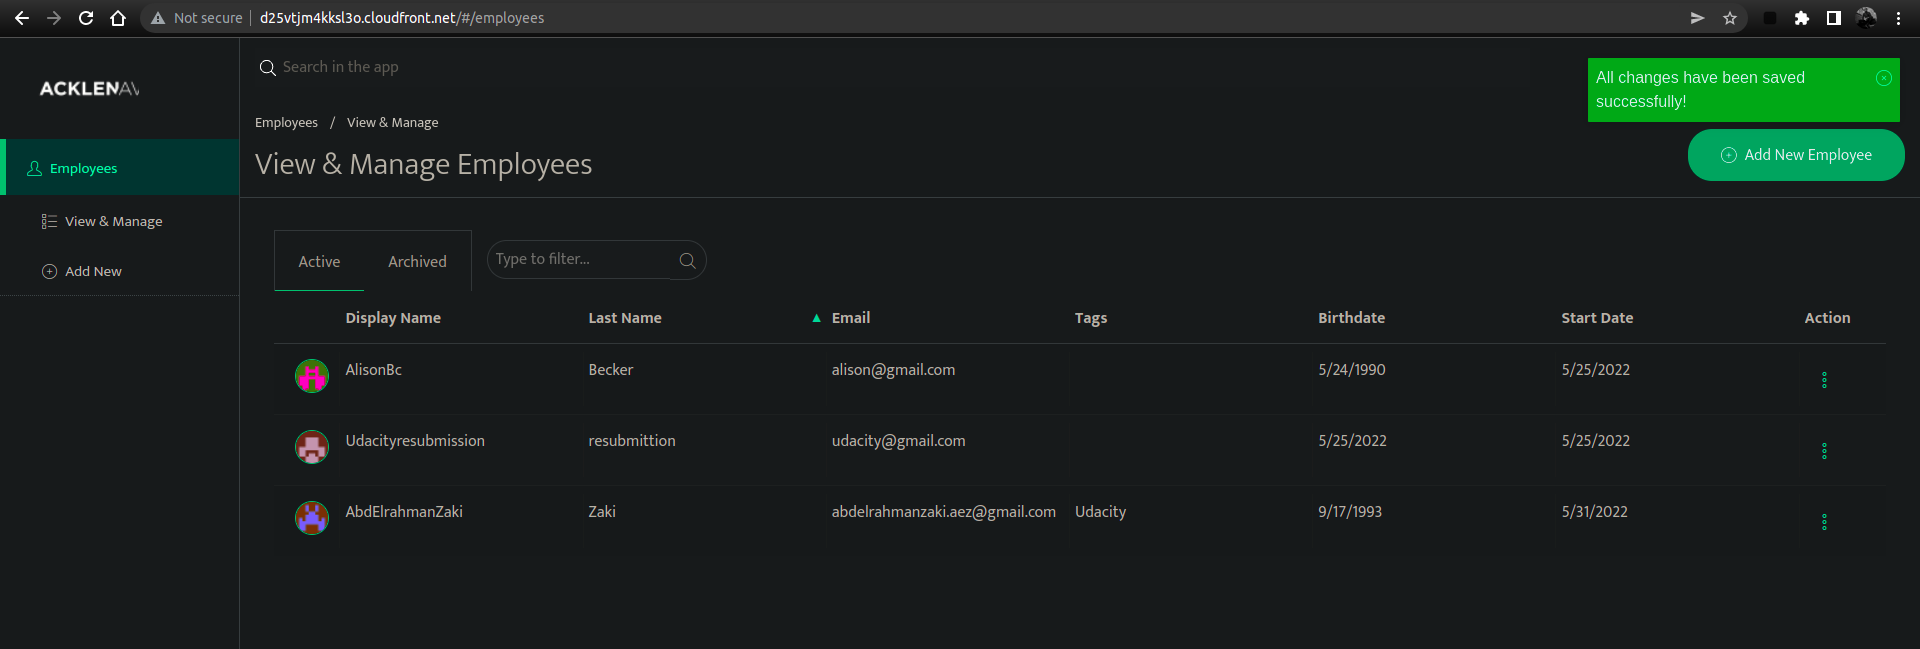 Not secure | d25vtjm4kksl3o.cloudfront.net/#/employees
ACKLENAV
Search in the app
All changes have been saved
successfully!
Employees / View & Manage
View & Manage Employees
Add New Employee
Employees
View & Manage
Add New
Active Archived Type to filter...
Display Name Last Name ▲ Email Tags Birthdate Start Date Action
AlisonBc Becker alison@gmail.com 5/24/1990 5/25/2022
Udacityresubmission resubmittion udacity@gmail.com 5/25/2022 5/25/2022
AbdElrahmanZaki Zaki abdelrahmanzaki.aez@gmail.com Udacity 9/17/1993 5/31/2022